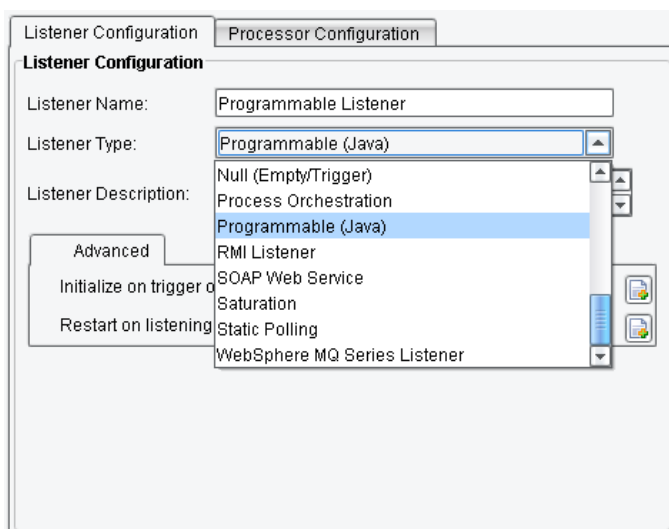 Listener Configuration Processor Configuration
Listener Configuration
Listener Name: Programmable Listener
Listener Type: Programmable (Java)
Null (Empty/Trigger)
Listener Description: Process Orchestration
Programmable (Java)
Advanced RMI Listener
Initialize on trigger o SOAP Web Service
Saturation
Restart on listening Static Polling
WebSphere MQ Series Listener